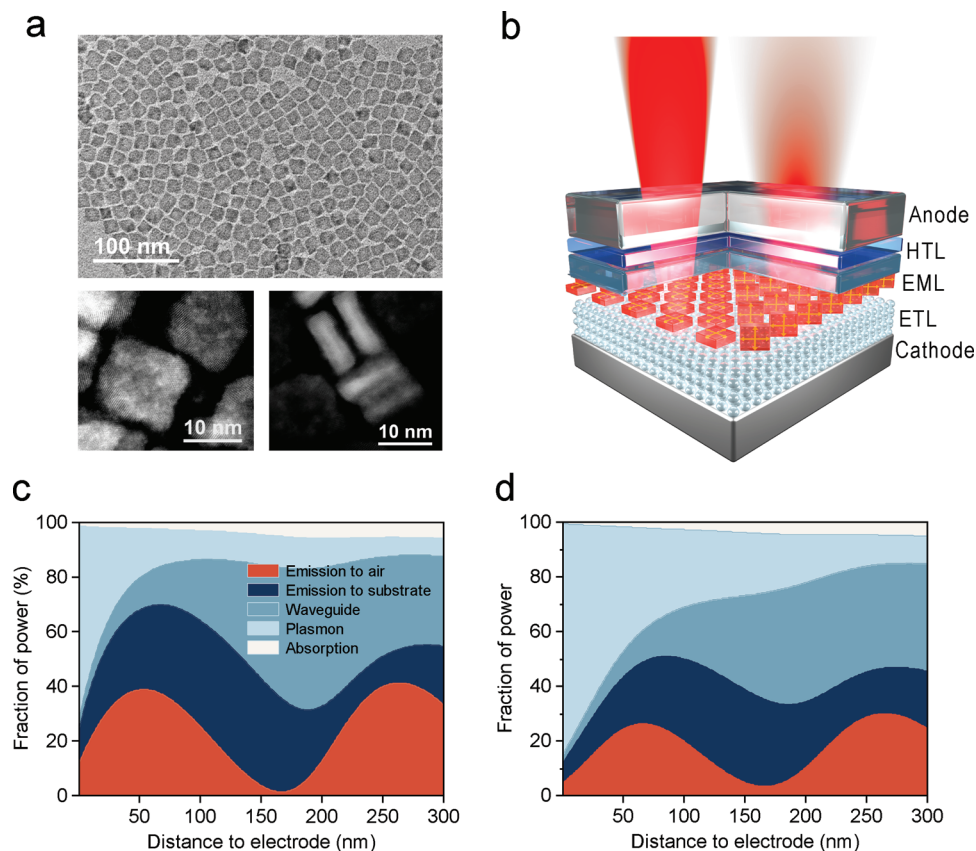 a
100 nm
10 nm
10 nm
b
Anode
HTL
EML
ETL
Cathode
c
Fraction of power (%)
100
80
60
40
20
0
Emission to air
Emission to substrate
Waveguide
Plasmon
Absorption
0 50 100 150 200 250 300
Distance to electrode (nm)
d
Fraction of power
100
80
60
40
20
0
50 100 150 200 250 300
Distance to electrode (nm)